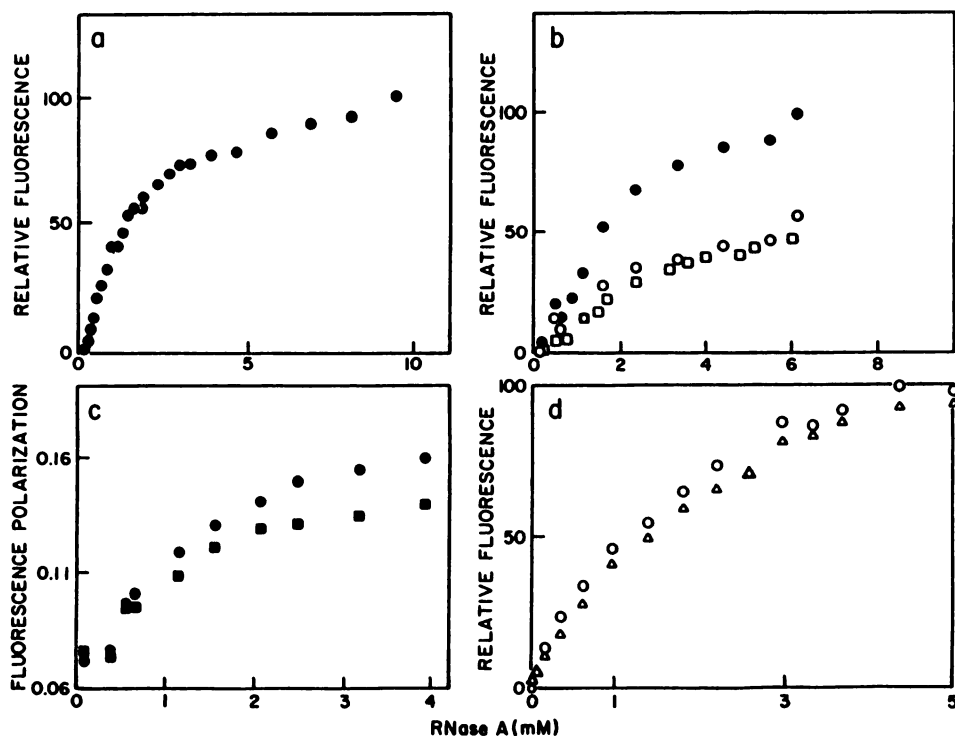 a
RELATIVE FLUORESCENCE
100
50
0
0 5 10
b
RELATIVE FLUORESCENCE
100
50
0
0 2 4 6 8
c
FLUORESCENCE POLARIZATION
0.16
0.11
0.06
0 1 2 3 4
d
RELATIVE FLUORESCENCE
100
50
0
0 1 3 5
RNase A (mM)